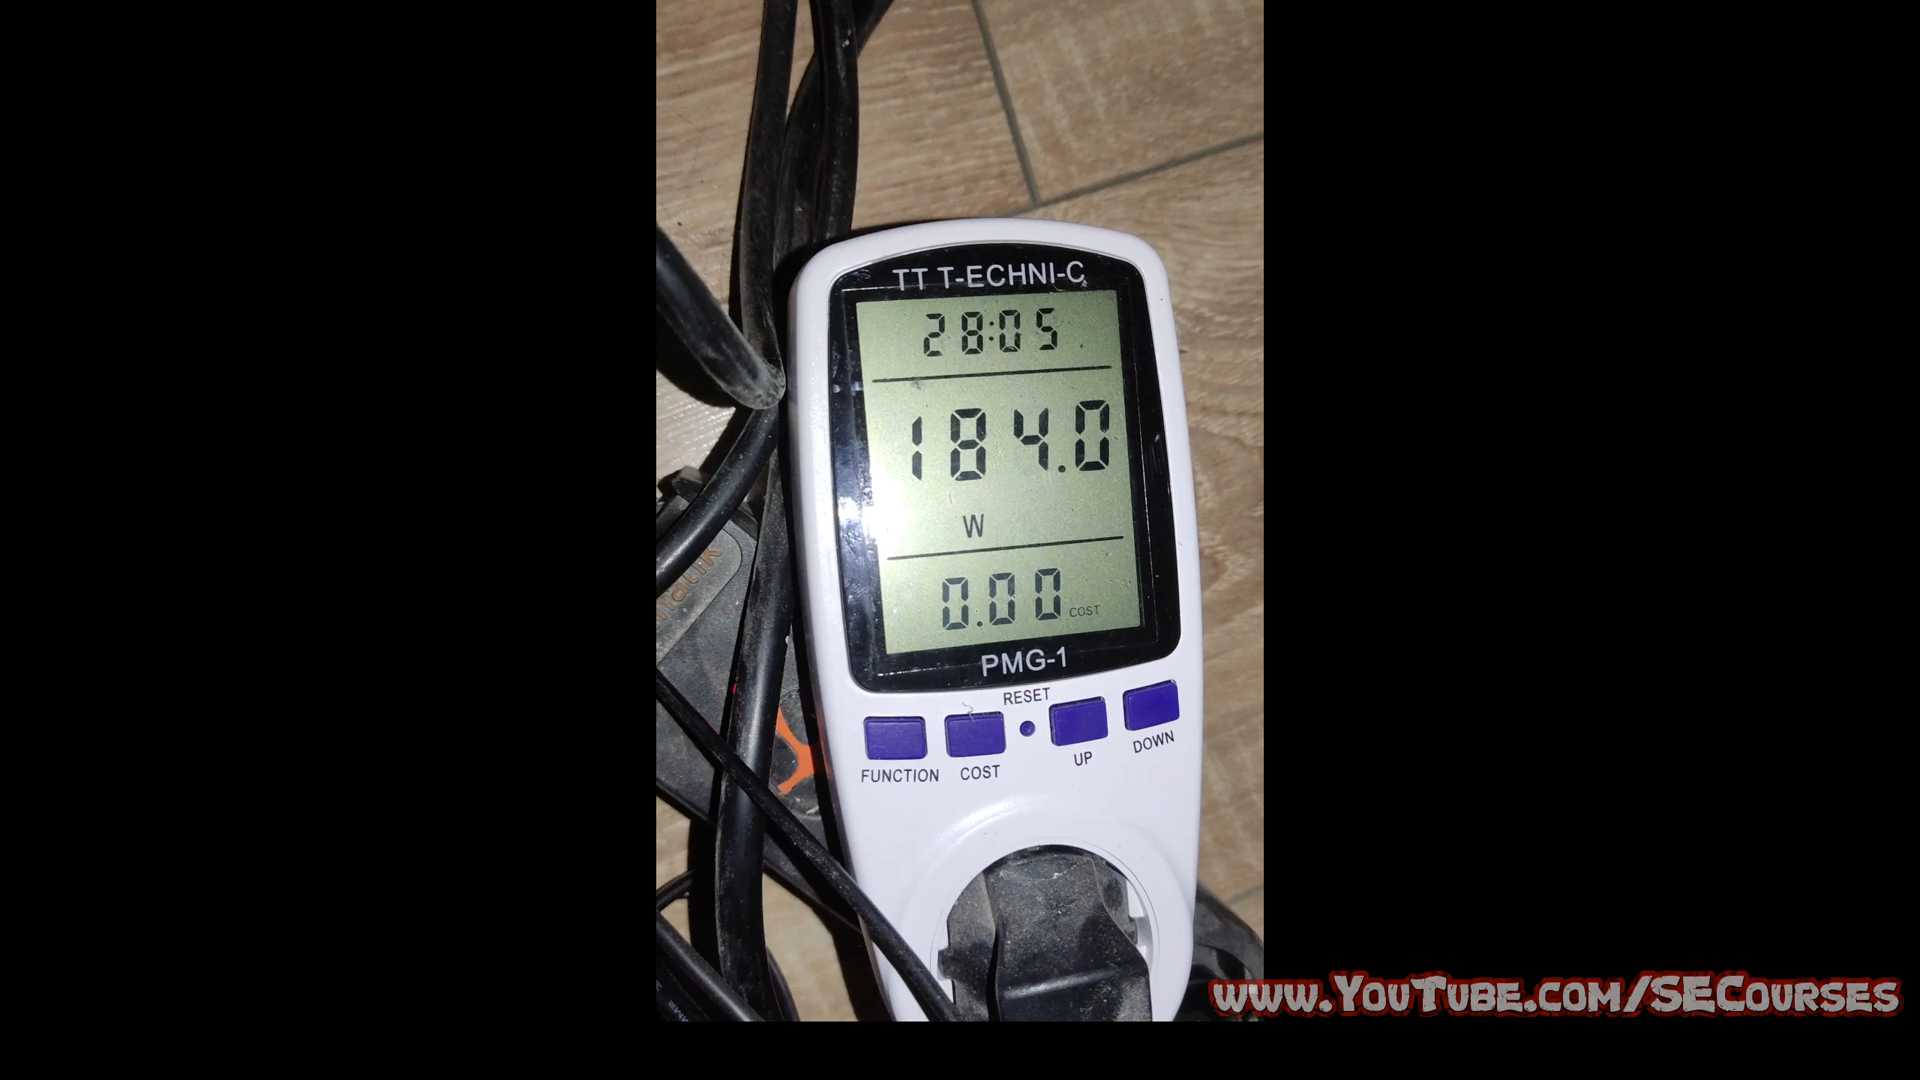 TT T-ECHNI-C
28:05
184.0
W
0.00 COST
PMG-1
RESET
FUNCTION COST UP DOWN
www.YouTube.com/SECourses